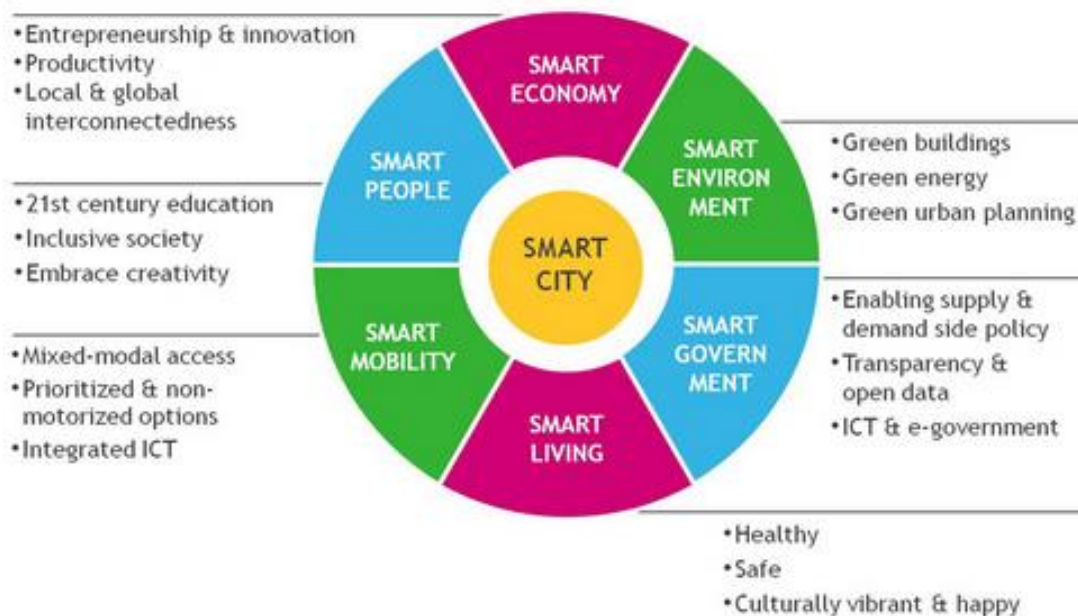 • Entrepreneurship & innovation
• Productivity
• Local & global
interconnectedness
SMART
ECONOMY
SMART
PEOPLE
SMART
ENVIRON
MENT
• Green buildings
• Green energy
• Green urban planning
• 21st century education
• Inclusive society
• Embrace creativity
SMART
CITY
• Mixed-modal access
• Prioritized & non-
motorized options
• Integrated ICT
SMART
MOBILITY
SMART
GOVERN
MENT
• Enabling supply &
demand side policy
• Transparency &
open data
• ICT & e-government
SMART
LIVING
• Healthy
• Safe
• Culturally vibrant & happy